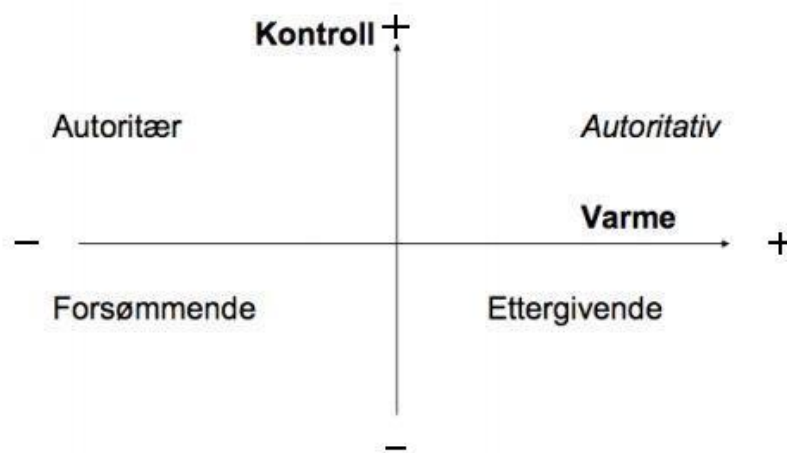 Kontroll +
Autoritær Autoritativ
Varme
− +
Forsømmende Ettergivende
−